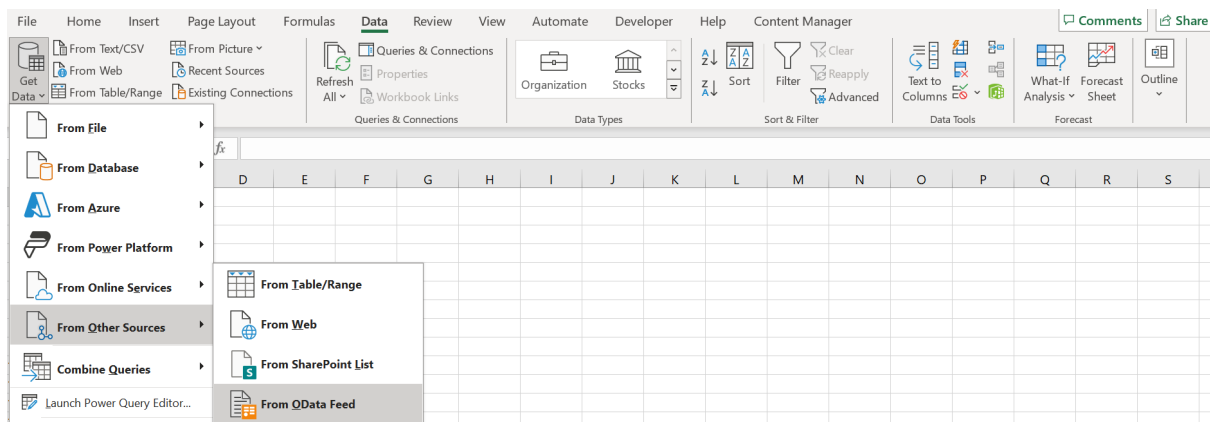 File Home Insert Page Layout Formulas Data Review View Automate Developer Help Content Manager Comments Share
From Text/CSV From Picture Queries & Connections Clear
From Web Recent Sources Properties Reapply
From Table/Range Existing Connections Workbook Links Advanced
Get Data
Refresh All
Organization Stocks
Sort Filter
Text to Columns
What-If Analysis
Forecast Sheet
Outline
Queries & Connections Data Types Sort & Filter Data Tools Forecast
fx
D E F G H I J K L M N O P Q R S
From File
From Database
From Azure
From Power Platform
From Online Services
From Other Sources
Combine Queries
Launch Power Query Editor...
From Table/Range
From Web
From SharePoint List
From OData Feed